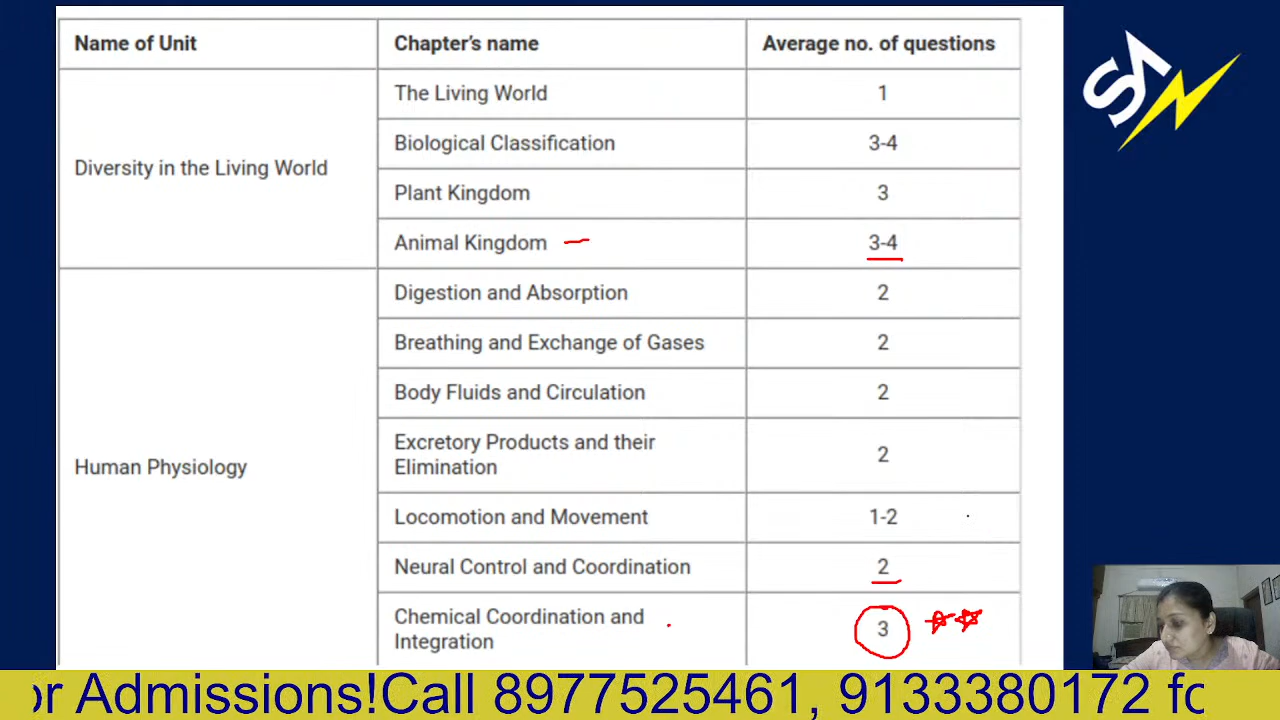 Name of Unit Chapter's name Average no. of questions
Diversity in the Living World
The Living World 1
Biological Classification 3-4
Plant Kingdom 3
Animal Kingdom 3-4
Human Physiology
Digestion and Absorption 2
Breathing and Exchange of Gases 2
Body Fluids and Circulation 2
Excretory Products and their
Elimination 2
Locomotion and Movement 1-2
Neural Control and Coordination 2
Chemical Coordination and
Integration 3
SAN
or Admissions!Call 8977525461, 9133380172 fo